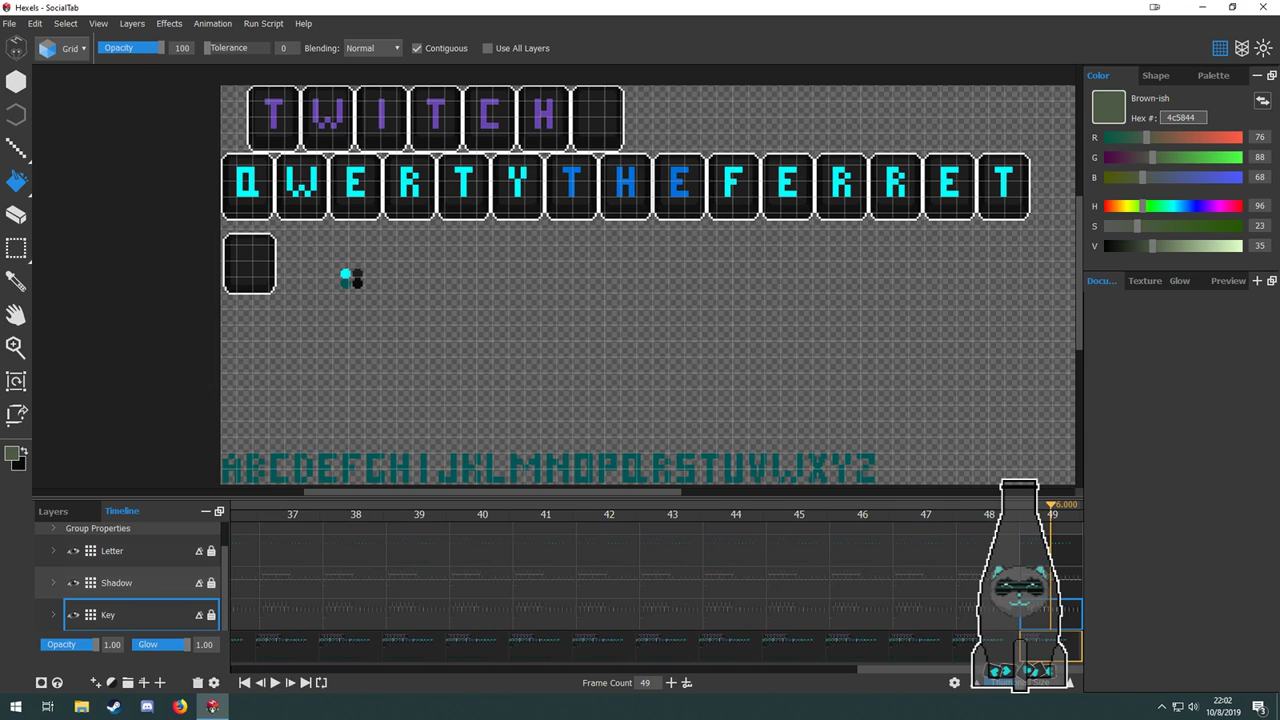 Hexels - SocialTab
File Edit Select View Layers Effects Animation Run Script Help
Grid Opacity 100 Tolerance 0 Blending: Normal Contiguous Use All Layers
TWITCH
QWERTYTHEFERRET
ABCDEFGHIJKLMNOPQRSTUVWXYZ
Color Shape Palette
Brown-ish
Hex #: 4c5844
R 76
G 88
B 68
H 96
S 23
V 35
Docu... Texture Glow Preview
Layers Timeline
6.000
37 38 39 40 41 42 43 44 45 46 47 48 49
Group Properties
Letter
Shadow
Key
Opacity 1.00 Glow 1.00
Frame Count 49
Size
22:02
10/8/2019
3